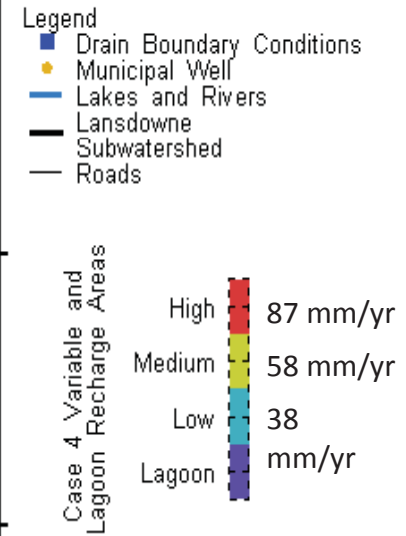 Legend
Drain Boundary Conditions
Municipal Well
Lakes and Rivers
Lansdowne
Subwatershed
Roads
Case 4 Variable and
Lagoon Recharge Areas
High 87 mm/yr
Medium 58 mm/yr
Low 38
mm/yr
Lagoon